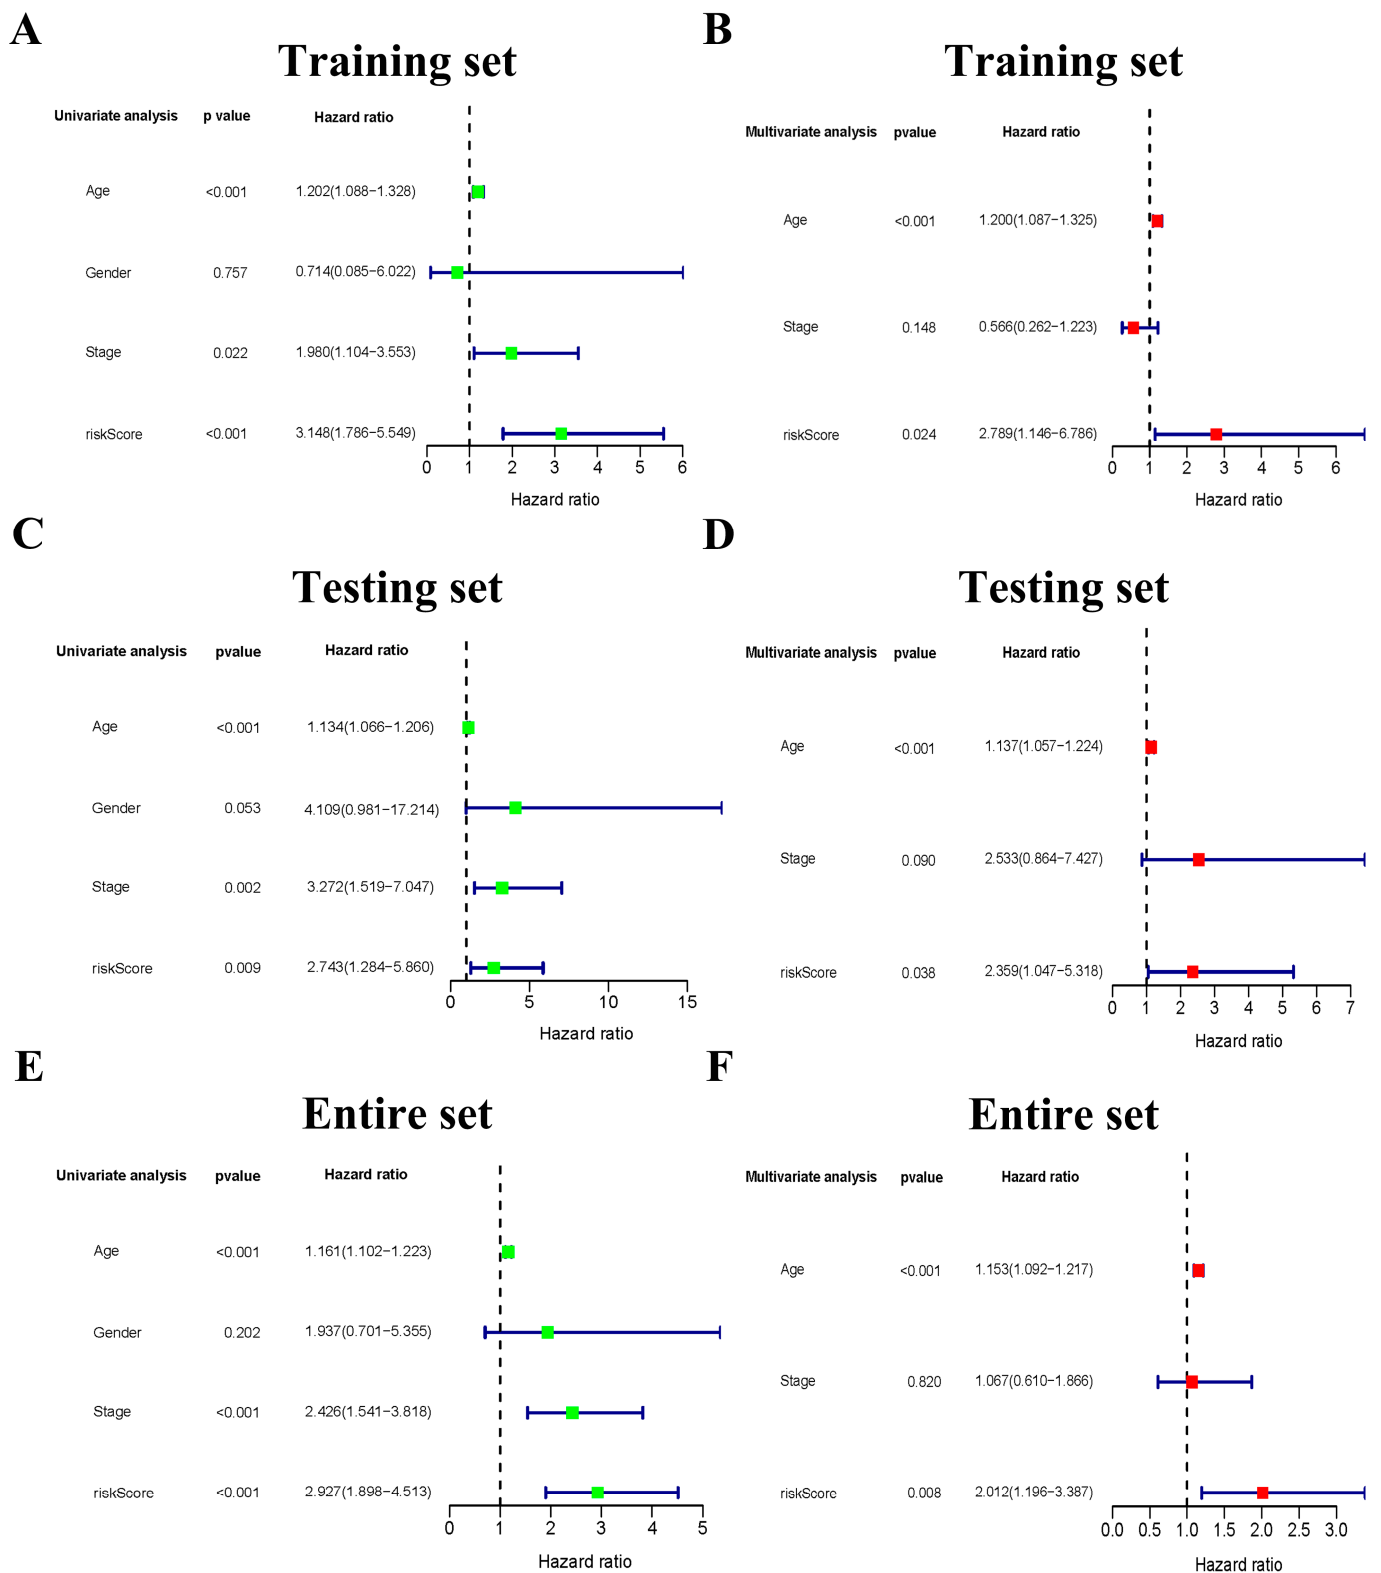 A
Training set
Univariate analysis p value Hazard ratio
Age <0.001 1.202(1.088−1.328)
Gender 0.757 0.714(0.085−6.022)
Stage 0.022 1.980(1.104−3.553)
riskScore <0.001 3.148(1.786−5.549)
0 1 2 3 4 5 6
Hazard ratio
B
Training set
Multivariate analysis pvalue Hazard ratio
Age <0.001 1.200(1.087−1.325)
Stage 0.148 0.566(0.262−1.223)
riskScore 0.024 2.789(1.146−6.786)
0 1 2 3 4 5 6
Hazard ratio
C
Testing set
Univariate analysis pvalue Hazard ratio
Age <0.001 1.134(1.066−1.206)
Gender 0.053 4.109(0.981−17.214)
Stage 0.002 3.272(1.519−7.047)
riskScore 0.009 2.743(1.284−5.860)
0 5 10 15
Hazard ratio
D
Testing set
Multivariate analysis pvalue Hazard ratio
Age <0.001 1.137(1.057−1.224)
Stage 0.090 2.533(0.864−7.427)
riskScore 0.038 2.359(1.047−5.318)
0 1 2 3 4 5 6 7
Hazard ratio
E
Entire set
Univariate analysis pvalue Hazard ratio
Age <0.001 1.161(1.102−1.223)
Gender 0.202 1.937(0.701−5.355)
Stage <0.001 2.426(1.541−3.818)
riskScore <0.001 2.927(1.898−4.513)
0 1 2 3 4 5
Hazard ratio
F
Entire set
Multivariate analysis pvalue Hazard ratio
Age <0.001 1.153(1.092−1.217)
Stage 0.820 1.067(0.610−1.866)
riskScore 0.008 2.012(1.196−3.387)
0.0 0.5 1.0 1.5 2.0 2.5 3.0
Hazard ratio